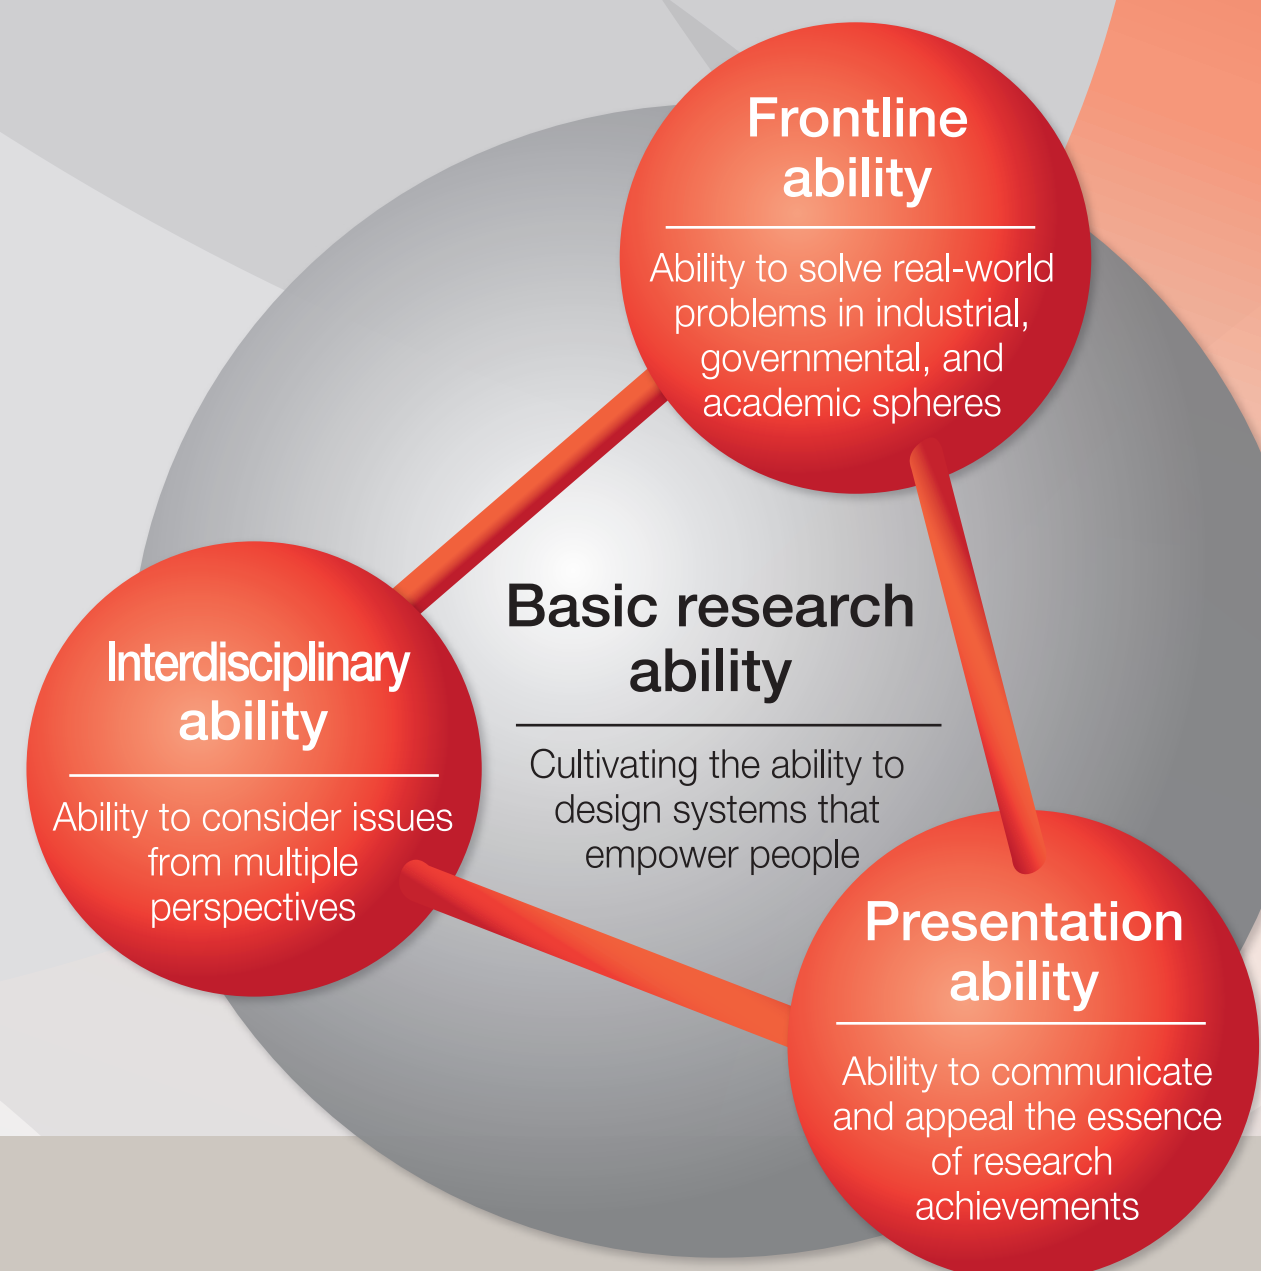 Frontline
ability
Ability to solve real-world
problems in industrial,
governmental, and
academic spheres
Basic research
ability
Cultivating the ability to
design systems that
empower people
Interdisciplinary
ability
Ability to consider issues
from multiple
perspectives
Presentation
ability
Ability to communicate
and appeal the essence
of research
achievements